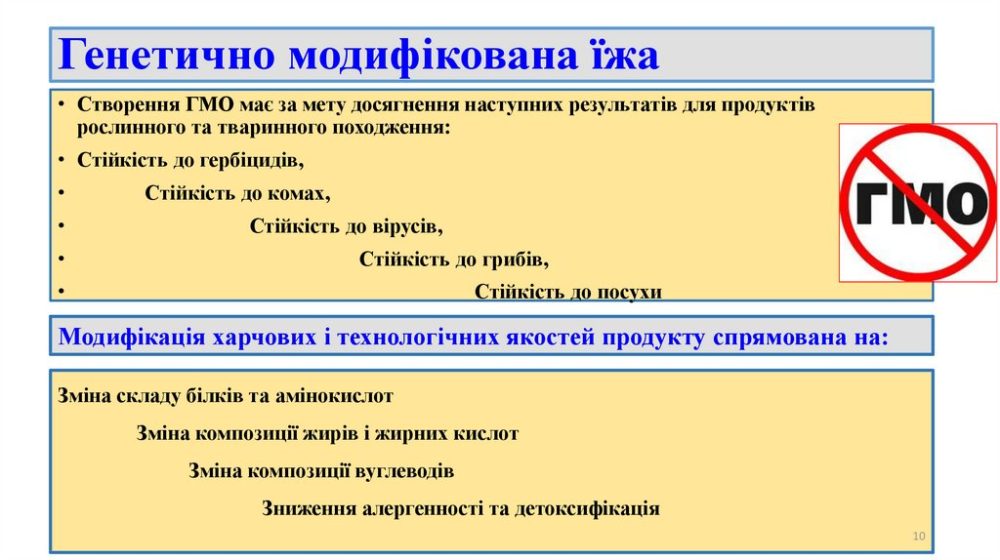 Генетично модифікована їжа
• Створення ГМО має за мету досягнення наступних результатів для продуктів
рослинного та тваринного походження:
• Стійкість до гербіцидів,
• Стійкість до комах,
• Стійкість до вірусів,
• Стійкість до грибів,
• Стійкість до посухи
ГМО
Модифікація харчових і технологічних якостей продукту спрямована на:
Зміна складу білків та амінокислот
Зміна композиції жирів і жирних кислот
Зміна композиції вуглеводів
Зниження алергенності та детоксифікація
10